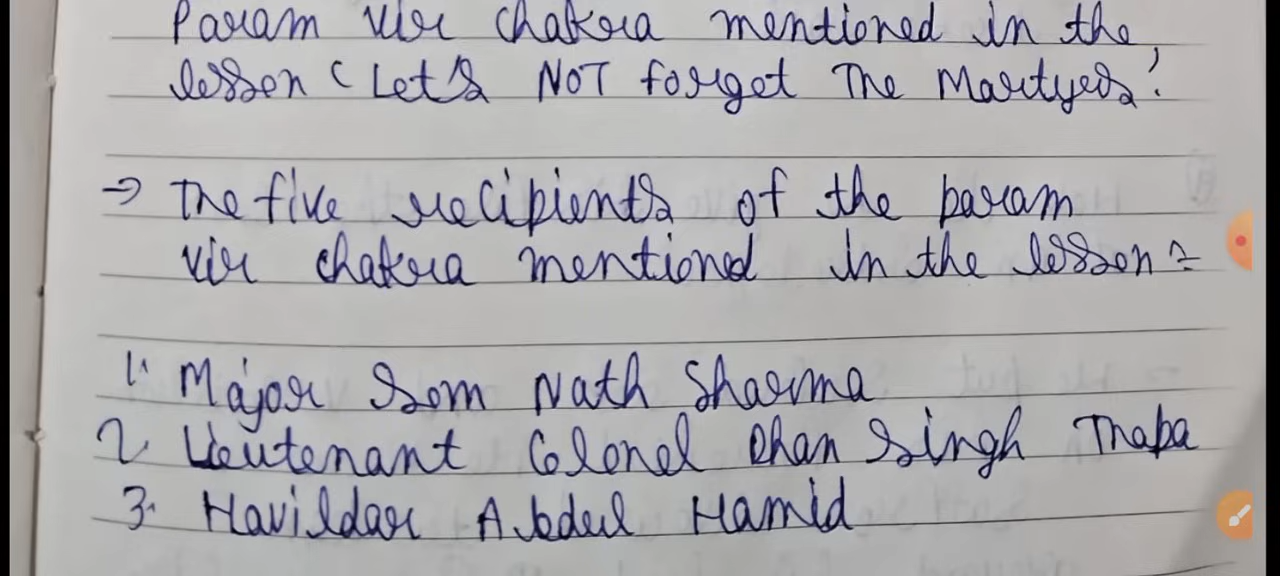 Param vir chakra mentioned in the
lesson ( Let's NOT forget The Martyrs'.
→ The five recipients of the param
vir chakra mentioned in the lesson :-
1. Major Som Nath Sharma
2. Lieutenant Colonel Dhan Singh Thapa
3. Havildar Abdul Hamid